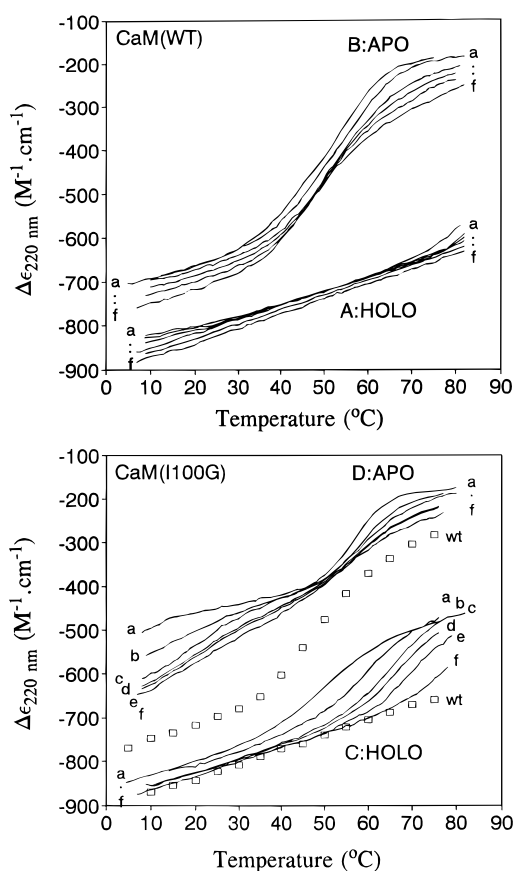 CaM(WT)
B:APO
-100
-200
-300
-400
-500
-600
-700
-800
-900
Δϵ220 nm (M-1.cm-1)
a
:
f
a
:
f
a
:
f
a
:
f
A:HOLO
0 10 20 30 40 50 60 70 80 90
Temperature (ºC)
CaM(I100G)
D:APO
-100
-200
-300
-400
-500
-600
-700
-800
-900
Δϵ220 nm (M-1.cm-1)
a
.
f
wt
a
b
c
d
e
f
a b c
d
e
f
wt
a
.
f
C:HOLO
0 10 20 30 40 50 60 70 80 90
Temperature (ºC)